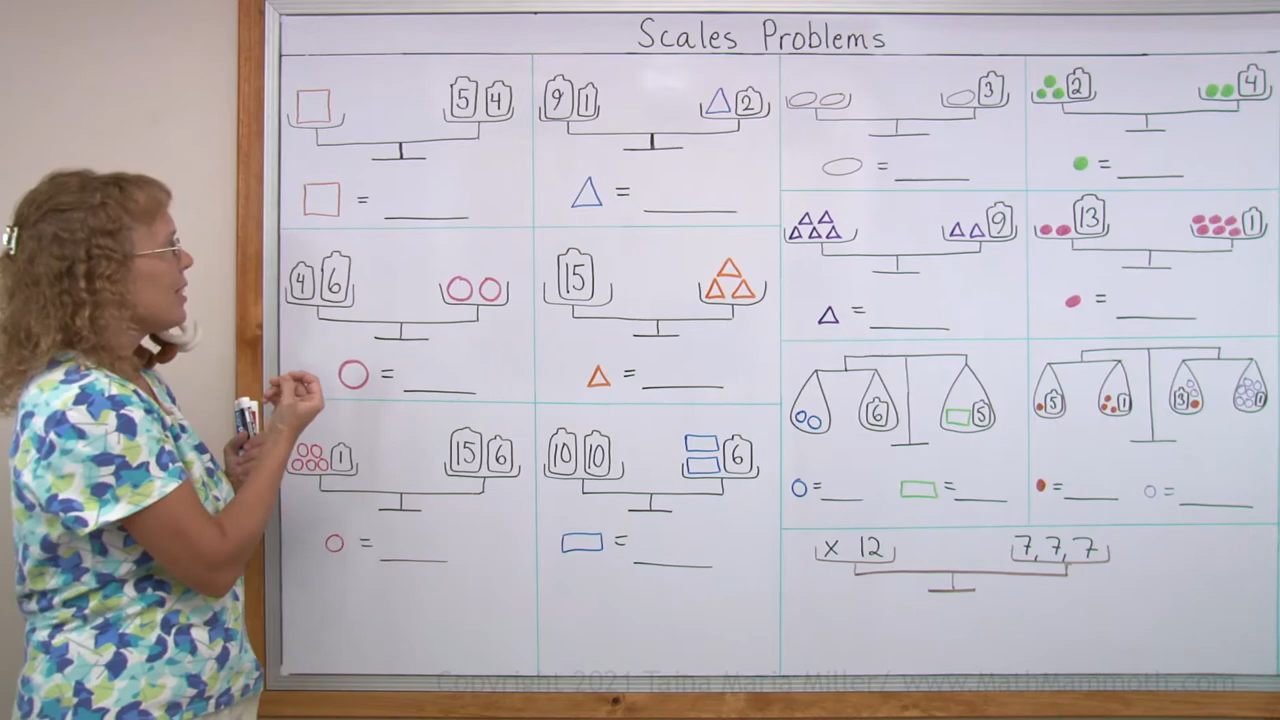 Scales Problems
5 4
=
9 1 2
=
3
=
2 4
=
4 6
=
15
=
9
=
13 1
=
1 15 6
=
10 10 6
=
6 5
= =
5 1 3 1
= =
x 12 7, 7, 7
Copyright 2021 Taina Maria Miller/ www.MathMammoth.com